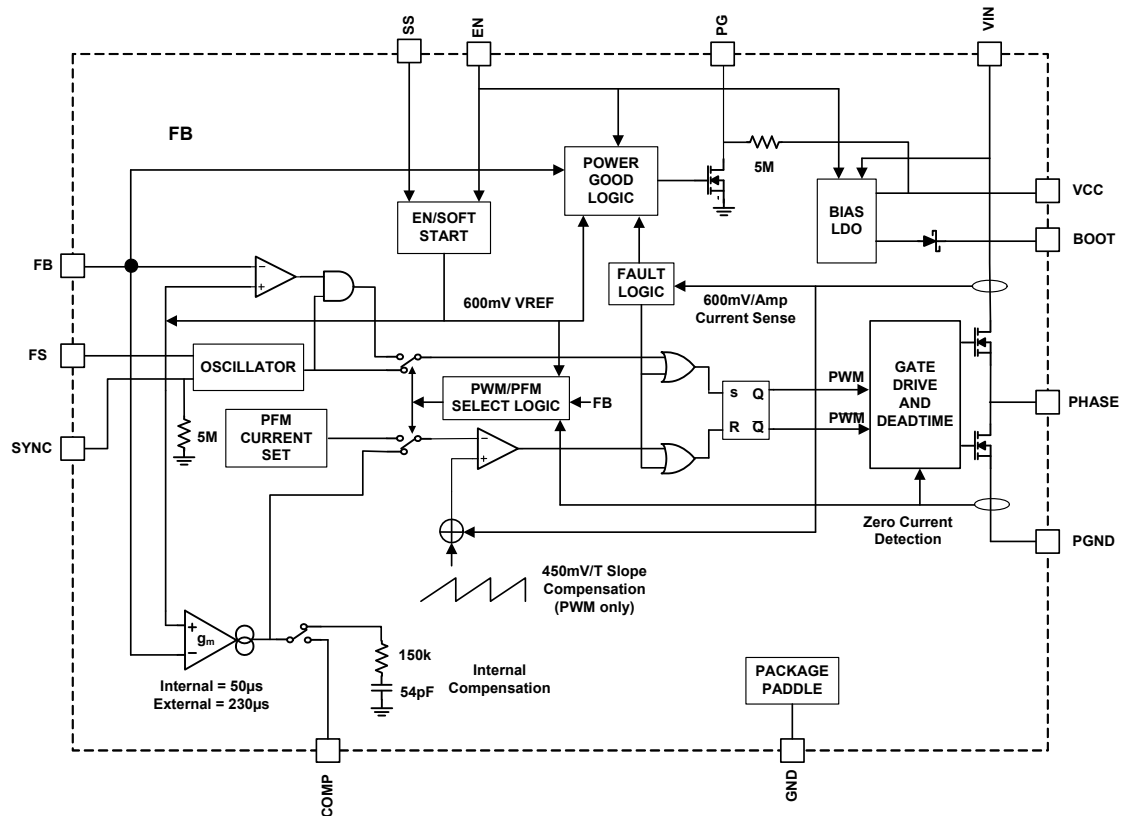 SS
EN
PG
VIN
FB
POWER
GOOD
LOGIC
5M
VCC
BIAS
LDO
EN/SOFT
START
BOOT
FB
−
+
FAULT
LOGIC
600mV VREF
600mV/Amp
Current Sense
FS
OSCILLATOR
GATE
DRIVE
AND
DEADTIME
PWM/PFM
SELECT LOGIC
FB
S Q
R Q̅
PWM
PWM
PHASE
SYNC
5M
PFM
CURRENT
SET
−
+
Zero Current
Detection
PGND
450mV/T Slope
Compensation
(PWM only)
+
gm
−
150k
54pF
Internal
Compensation
Internal = 50µs
External = 230µs
PACKAGE
PADDLE
COMP
GND